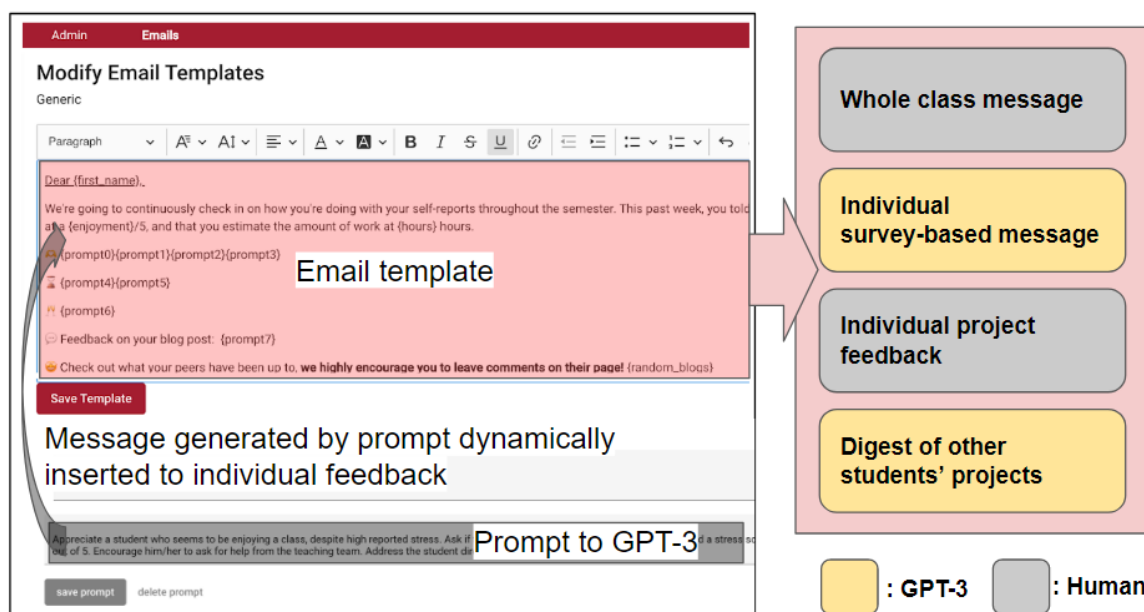 Admin Emails
Modify Email Templates
Generic
Paragraph
Dear {first_name},
We're going to continuously check in on how you're doing with your self-reports throughout the semester. This past week, you told
at a {enjoyment}/5, and that you estimate the amount of work at {hours} hours.
{prompt0}{prompt1}{prompt2}{prompt3}
Email template
{prompt4}{prompt5}
{prompt6}
Feedback on your blog post: {prompt7}
Check out what your peers have been up to, we highly encourage you to leave comments on their page! {random_blogs}
Save Template
Message generated by prompt dynamically
inserted to individual feedback
Appreciate a student who seems to be enjoying a class, despite high reported stress. Ask if
d a stress sc
out of 5. Encourage him/her to ask for help from the teaching team. Address the student di
Prompt to GPT-3
save prompt delete prompt
Whole class message
Individual
survey-based message
Individual project
feedback
Digest of other
students' projects
: GPT-3 : Human